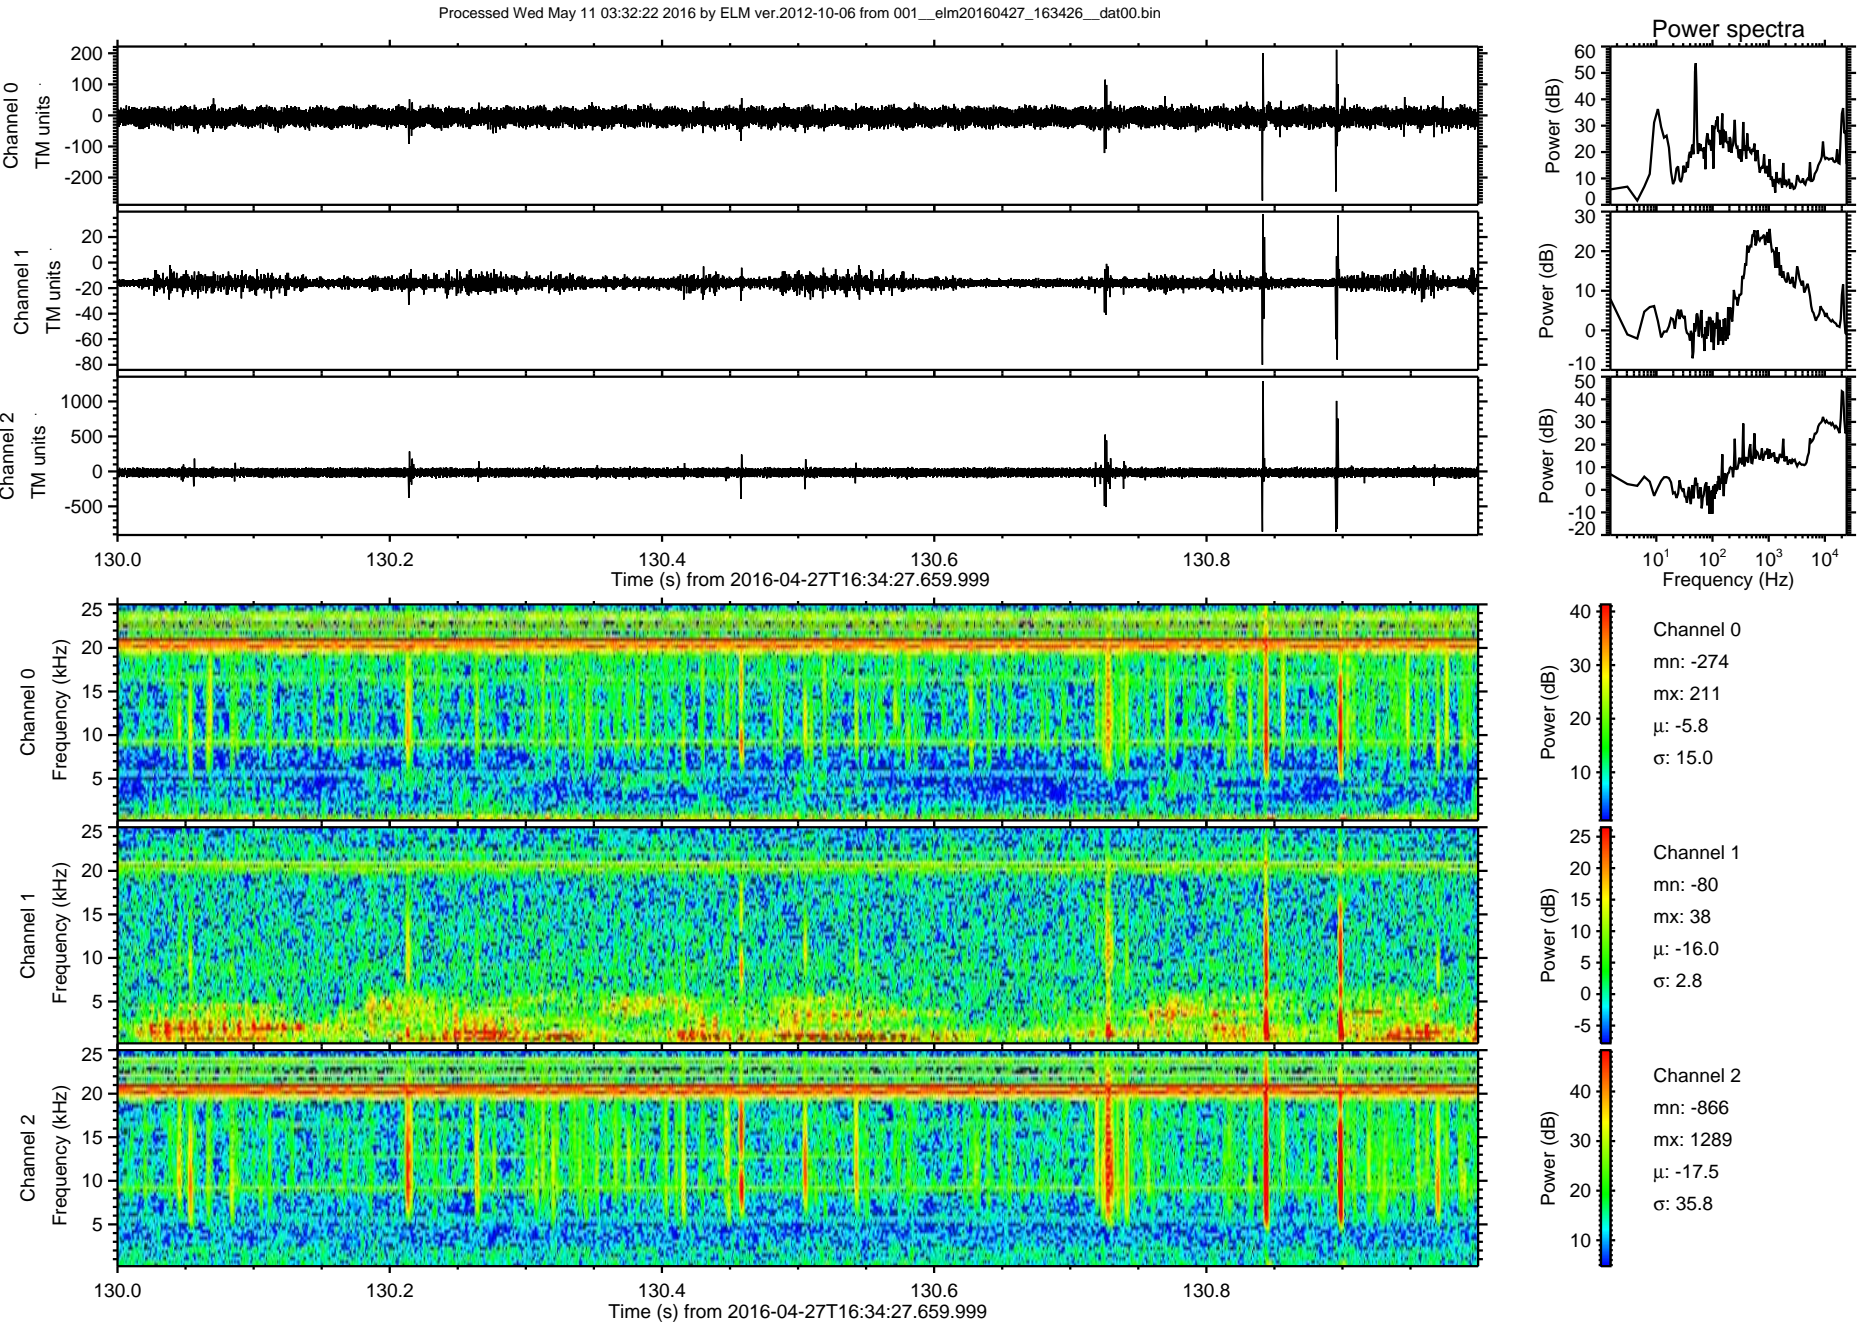 Processed Wed May 11 03:32:22 2016 by ELM ver.2012-10-06 from 001__elm20160427_163426__dat00.bin
Power spectra
Channel 0
TM units
200
100
0
-100
-200
Power (dB)
60
50
40
30
20
10
0
Channel 1
TM units
20
0
-20
-40
-60
-80
Power (dB)
30
20
10
0
-10
Channel 2
TM units
1000
500
0
-500
Power (dB)
50
40
30
20
10
0
-10
-20
130.0 130.2 130.4 130.6 130.8
Time (s) from 2016-04-27T16:34:27.659.999
10^1 10^2 10^3 10^4
Frequency (Hz)
Channel 0
Frequency (kHz)
25
20
15
10
5
Power (dB)
40
30
20
10
Channel 0
mn: -274
mx: 211
μ: -5.8
σ: 15.0
Channel 1
Frequency (kHz)
25
20
15
10
5
Power (dB)
25
20
15
10
5
0
-5
Channel 1
mn: -80
mx: 38
μ: -16.0
σ: 2.8
Channel 2
Frequency (kHz)
25
20
15
10
5
Power (dB)
40
30
20
10
Channel 2
mn: -866
mx: 1289
μ: -17.5
σ: 35.8
130.0 130.2 130.4 130.6 130.8
Time (s) from 2016-04-27T16:34:27.659.999